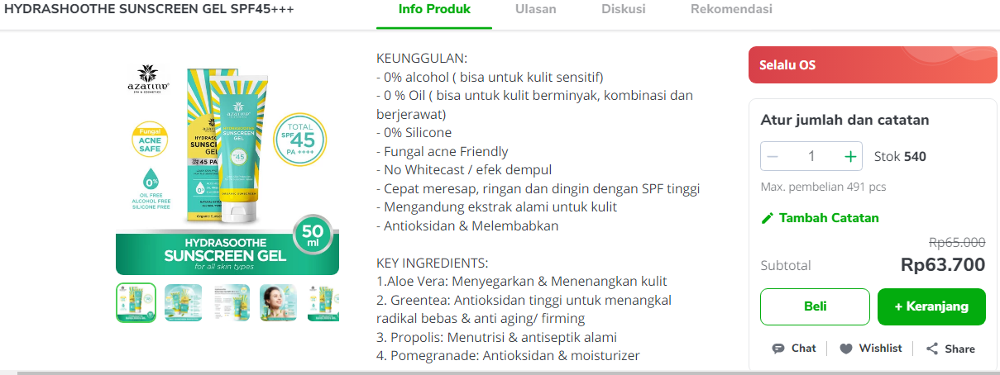 HYDRASHOOTHE SUNSCREEN GEL SPF45+++
Info Produk
Ulasan
Diskusi
Rekomendasi
azarine
SPA & COSMETICS
Fungal
ACNE
SAFE
0%
OIL FREE
ALCOHOL FREE
SILICONE FREE
azarine
HYDRASOOTHE
SUNSCREEN
GEL
SPF 45
TOTAL
SPF 45
PA ++++
50
ml
HYDRASOOTHE
SUNSCREEN GEL
for all skin types
KEUNGGULAN:
- 0% alcohol ( bisa untuk kulit sensitif)
- 0 % Oil ( bisa untuk kulit berminyak, kombinasi dan
berjerawat)
- 0% Silicone
- Fungal acne Friendly
- No Whitecast / efek dempul
- Cepat meresap, ringan dan dingin dengan SPF tinggi
- Mengandung ekstrak alami untuk kulit
- Antioksidan & Melembabkan
KEY INGREDIENTS:
1.Aloe Vera: Menyegarkan & Menenangkan kulit
2. Greentea: Antioksidan tinggi untuk menangkal
radikal bebas & anti aging/ firming
3. Propolis: Menutrisi & antiseptik alami
4. Pomegranade: Antioksidan & moisturizer
Selalu OS
Atur jumlah dan catatan
− 1 + Stok 540
Max. pembelian 491 pcs
Tambah Catatan
Rp65.000
Subtotal Rp63.700
Beli
+ Keranjang
Chat
Wishlist
Share